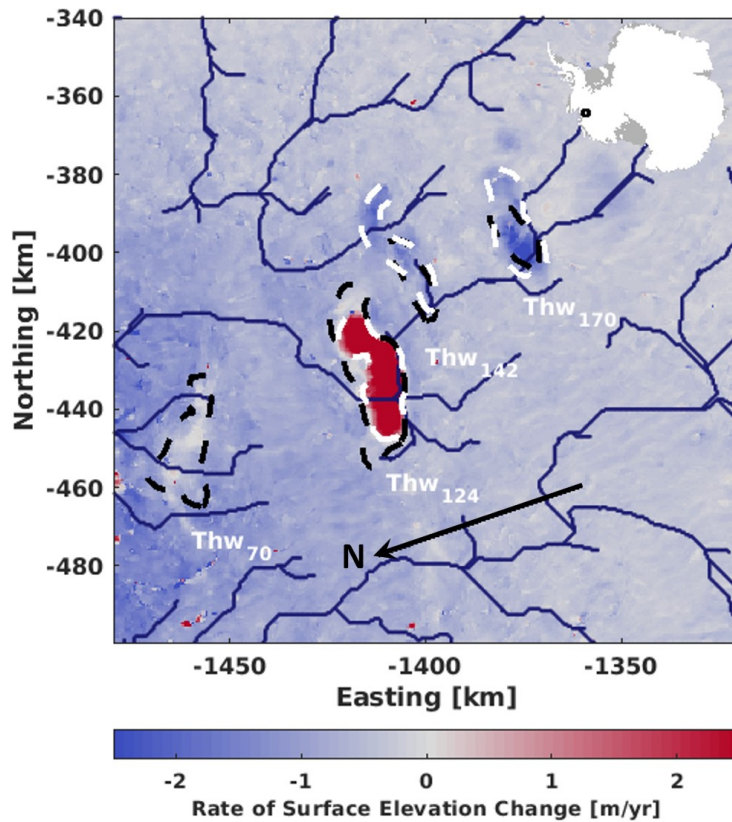 -340
-360
-380
-400
-420
-440
-460
-480
Northing [km]
Thw170
Thw142
Thw124
Thw70
N
-1450 -1400 -1350
Easting [km]
-2 -1 0 1 2
Rate of Surface Elevation Change [m/yr]